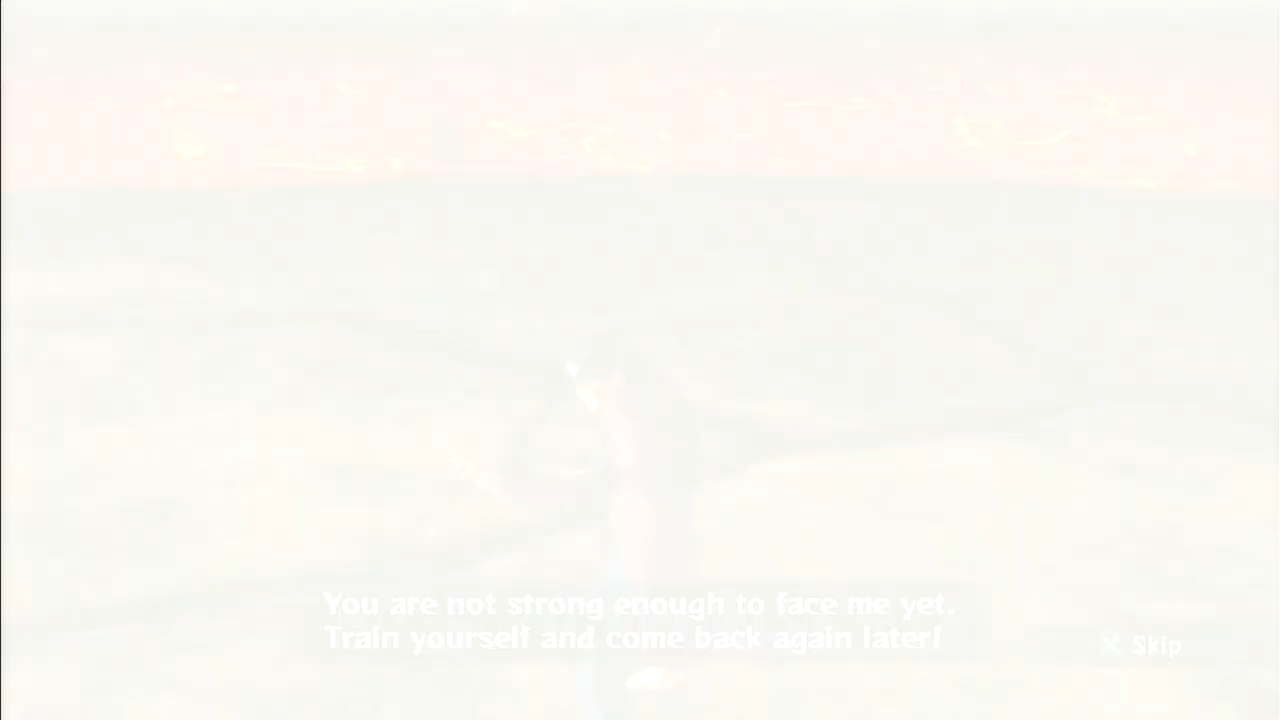 You are not strong enough to face me yet.
Train yourself and come back again later!
X Skip